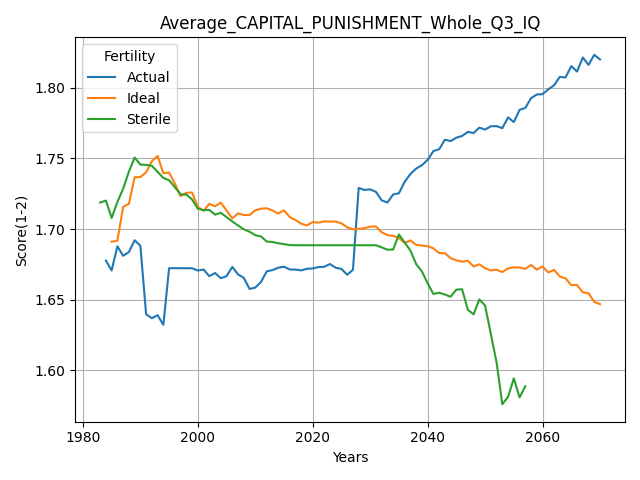 Average_CAPITAL_PUNISHMENT_Whole_Q3_IQ
Fertility
Actual
Ideal
Sterile
Score(1-2)
1.80
1.75
1.70
1.65
1.60
1980
2000
2020
2040
2060
Years